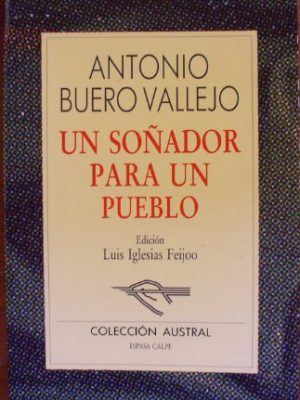 ANTONIO
BUERO VALLEJO
UN SOÑADOR
PARA UN
PUEBLO
Edición
Luis Iglesias Feijoo
COLECCIÓN AUSTRAL
ESPASA CALPE